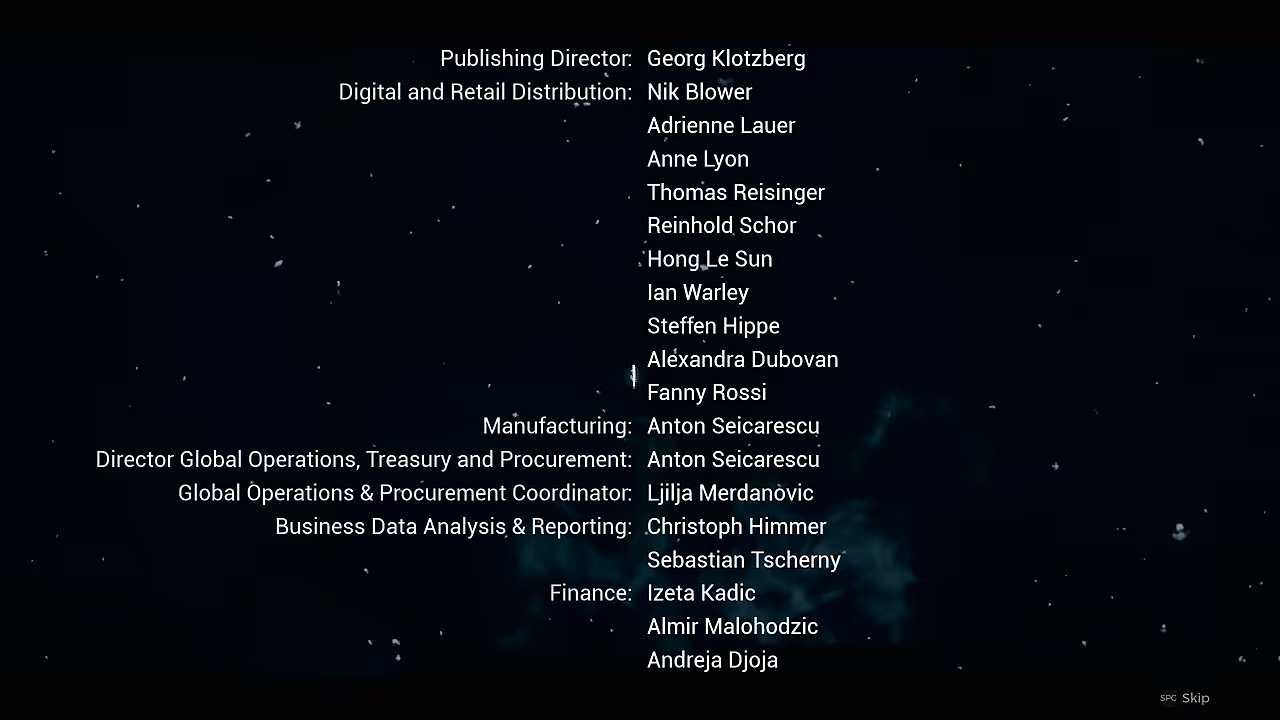 Publishing Director: Georg Klotzberg
Digital and Retail Distribution: Nik Blower
Adrienne Lauer
Anne Lyon
Thomas Reisinger
Reinhold Schor
Hong Le Sun
Ian Warley
Steffen Hippe
Alexandra Dubovan
Fanny Rossi
Manufacturing: Anton Seicarescu
Director Global Operations, Treasury and Procurement: Anton Seicarescu
Global Operations & Procurement Coordinator: Ljilja Merdanovic
Business Data Analysis & Reporting: Christoph Himmer
Sebastian Tscherny
Finance: Izeta Kadic
Almir Malohodzic
Andreja Djoja
SPC Skip